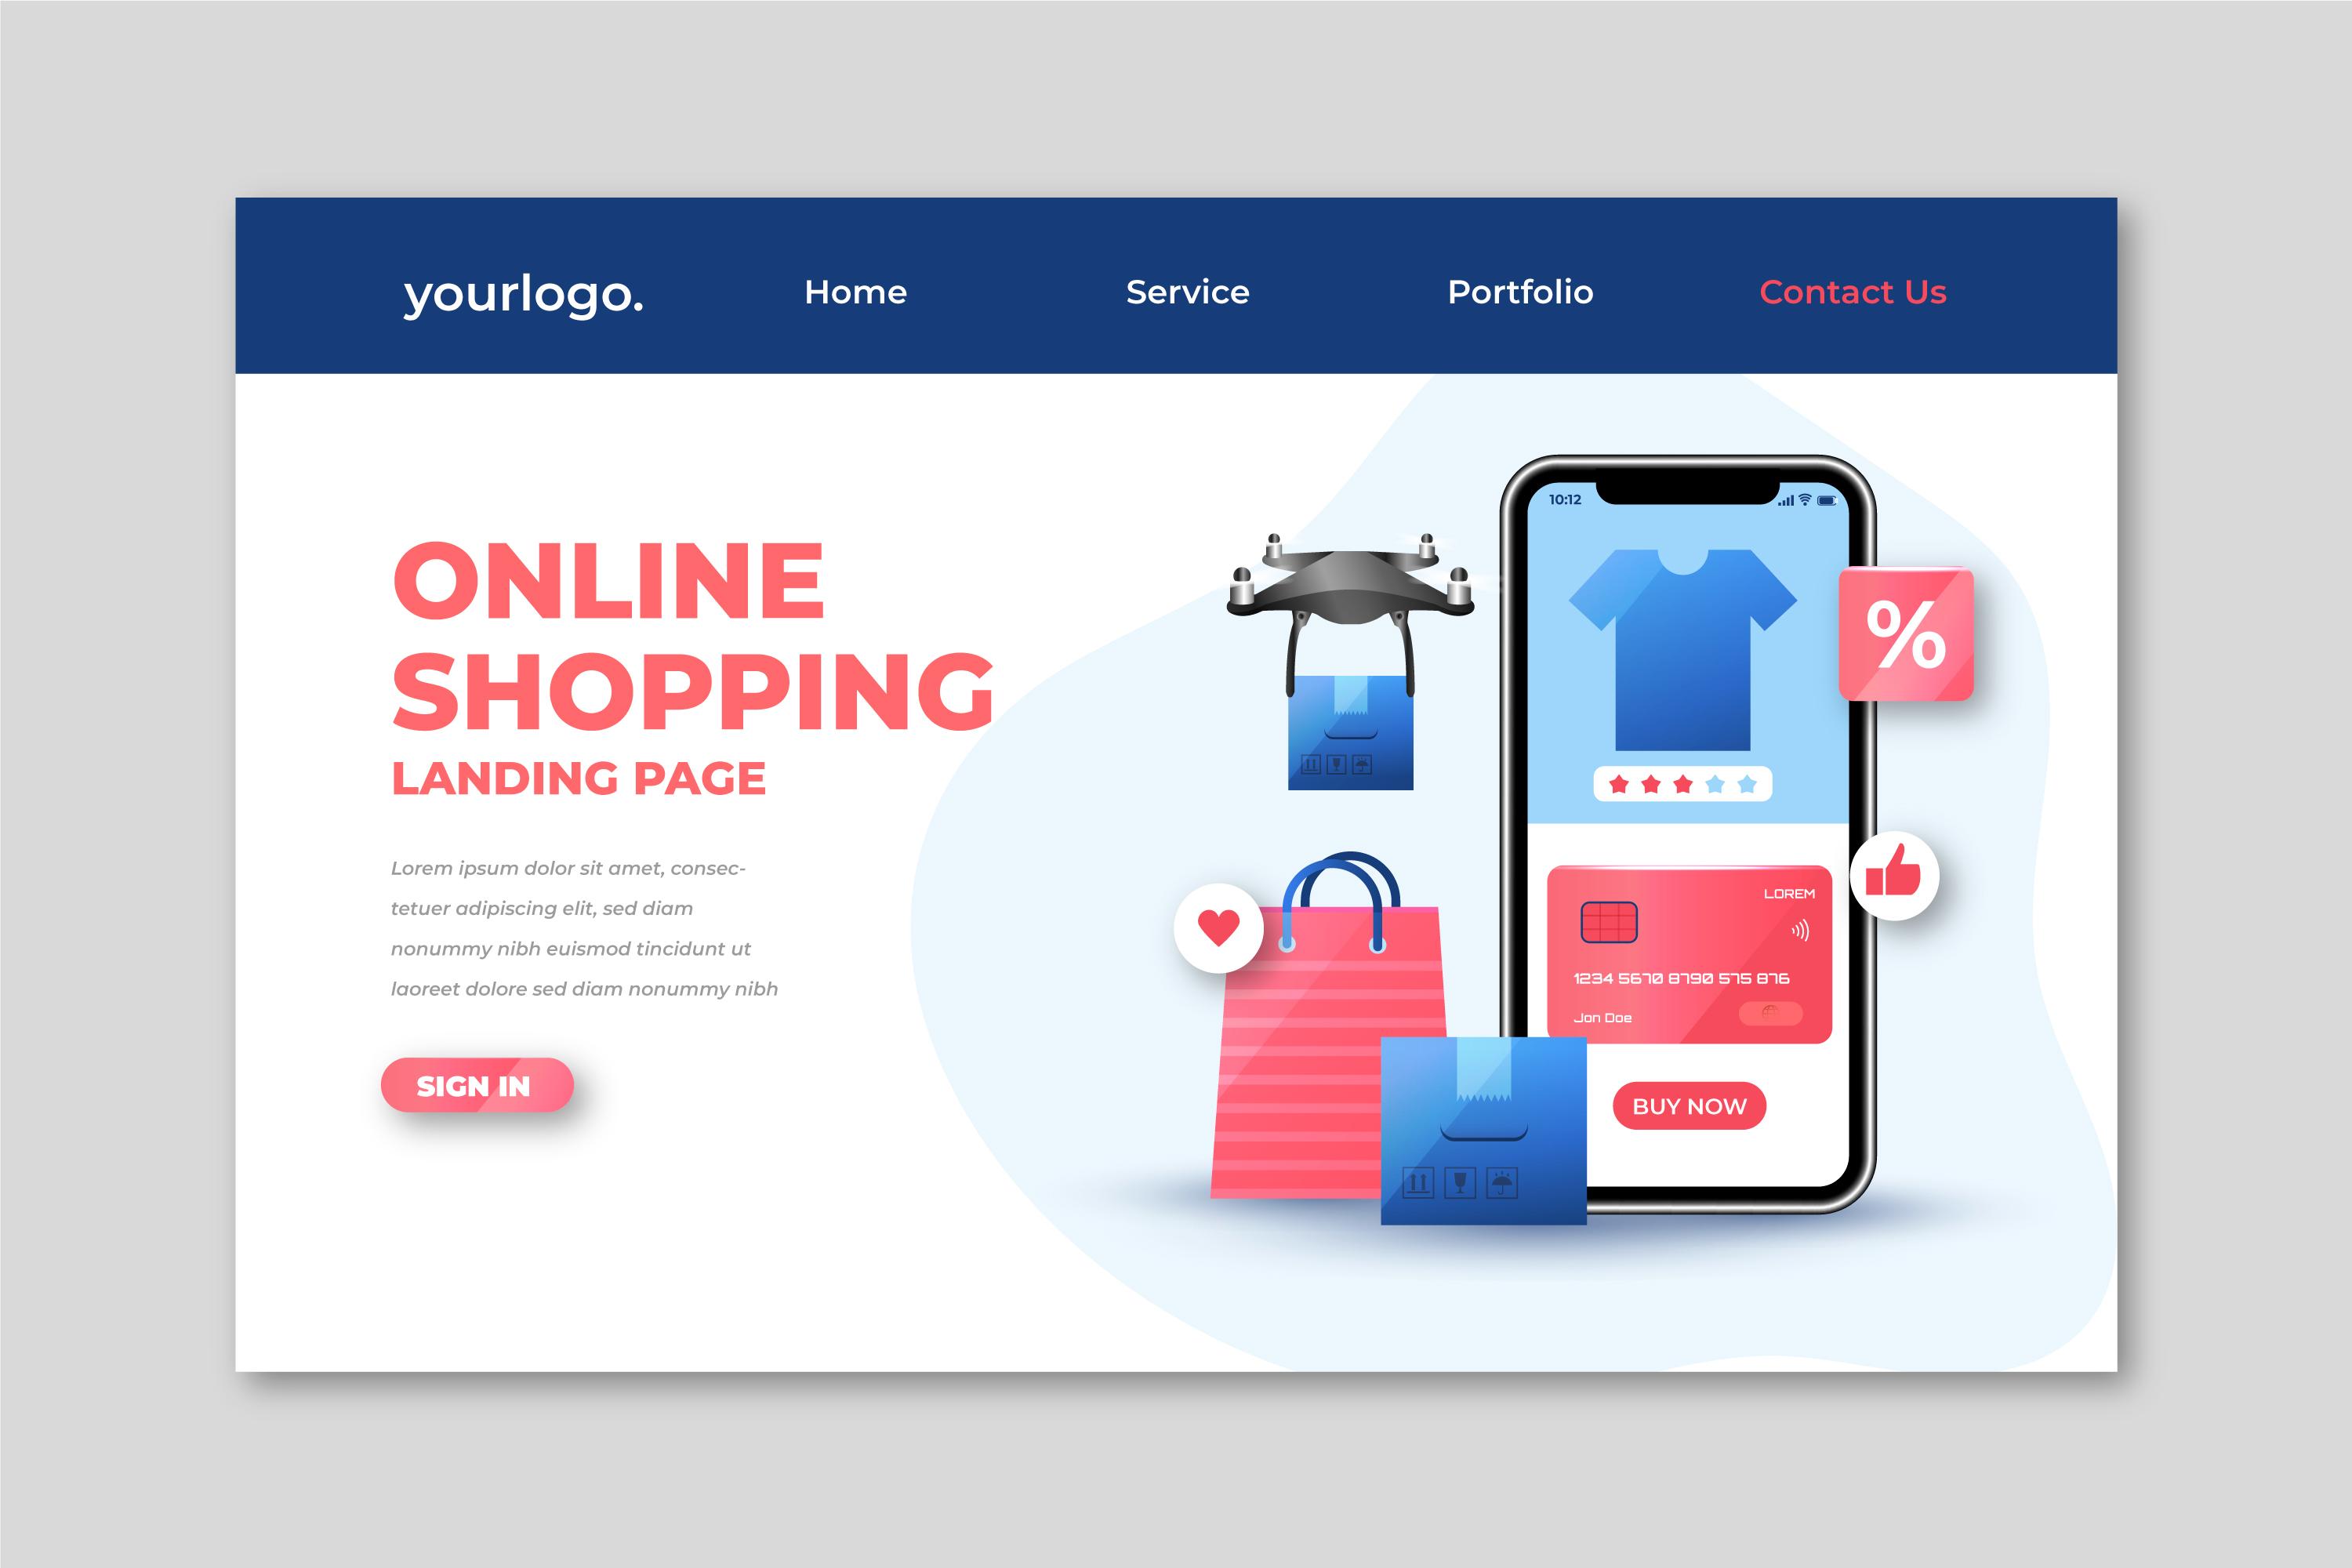 yourlogo.
Home
Service
Portfolio
Contact Us
ONLINE
SHOPPING
LANDING PAGE
Lorem ipsum dolor sit amet, consec-
tetuer adipiscing elit, sed diam
nonummy nibh euismod tincidunt ut
laoreet dolore sed diam nonummy nibh
SIGN IN
10:12
%
LOREM
1234 5670 8790 575 876
Jon Doe
BUY NOW